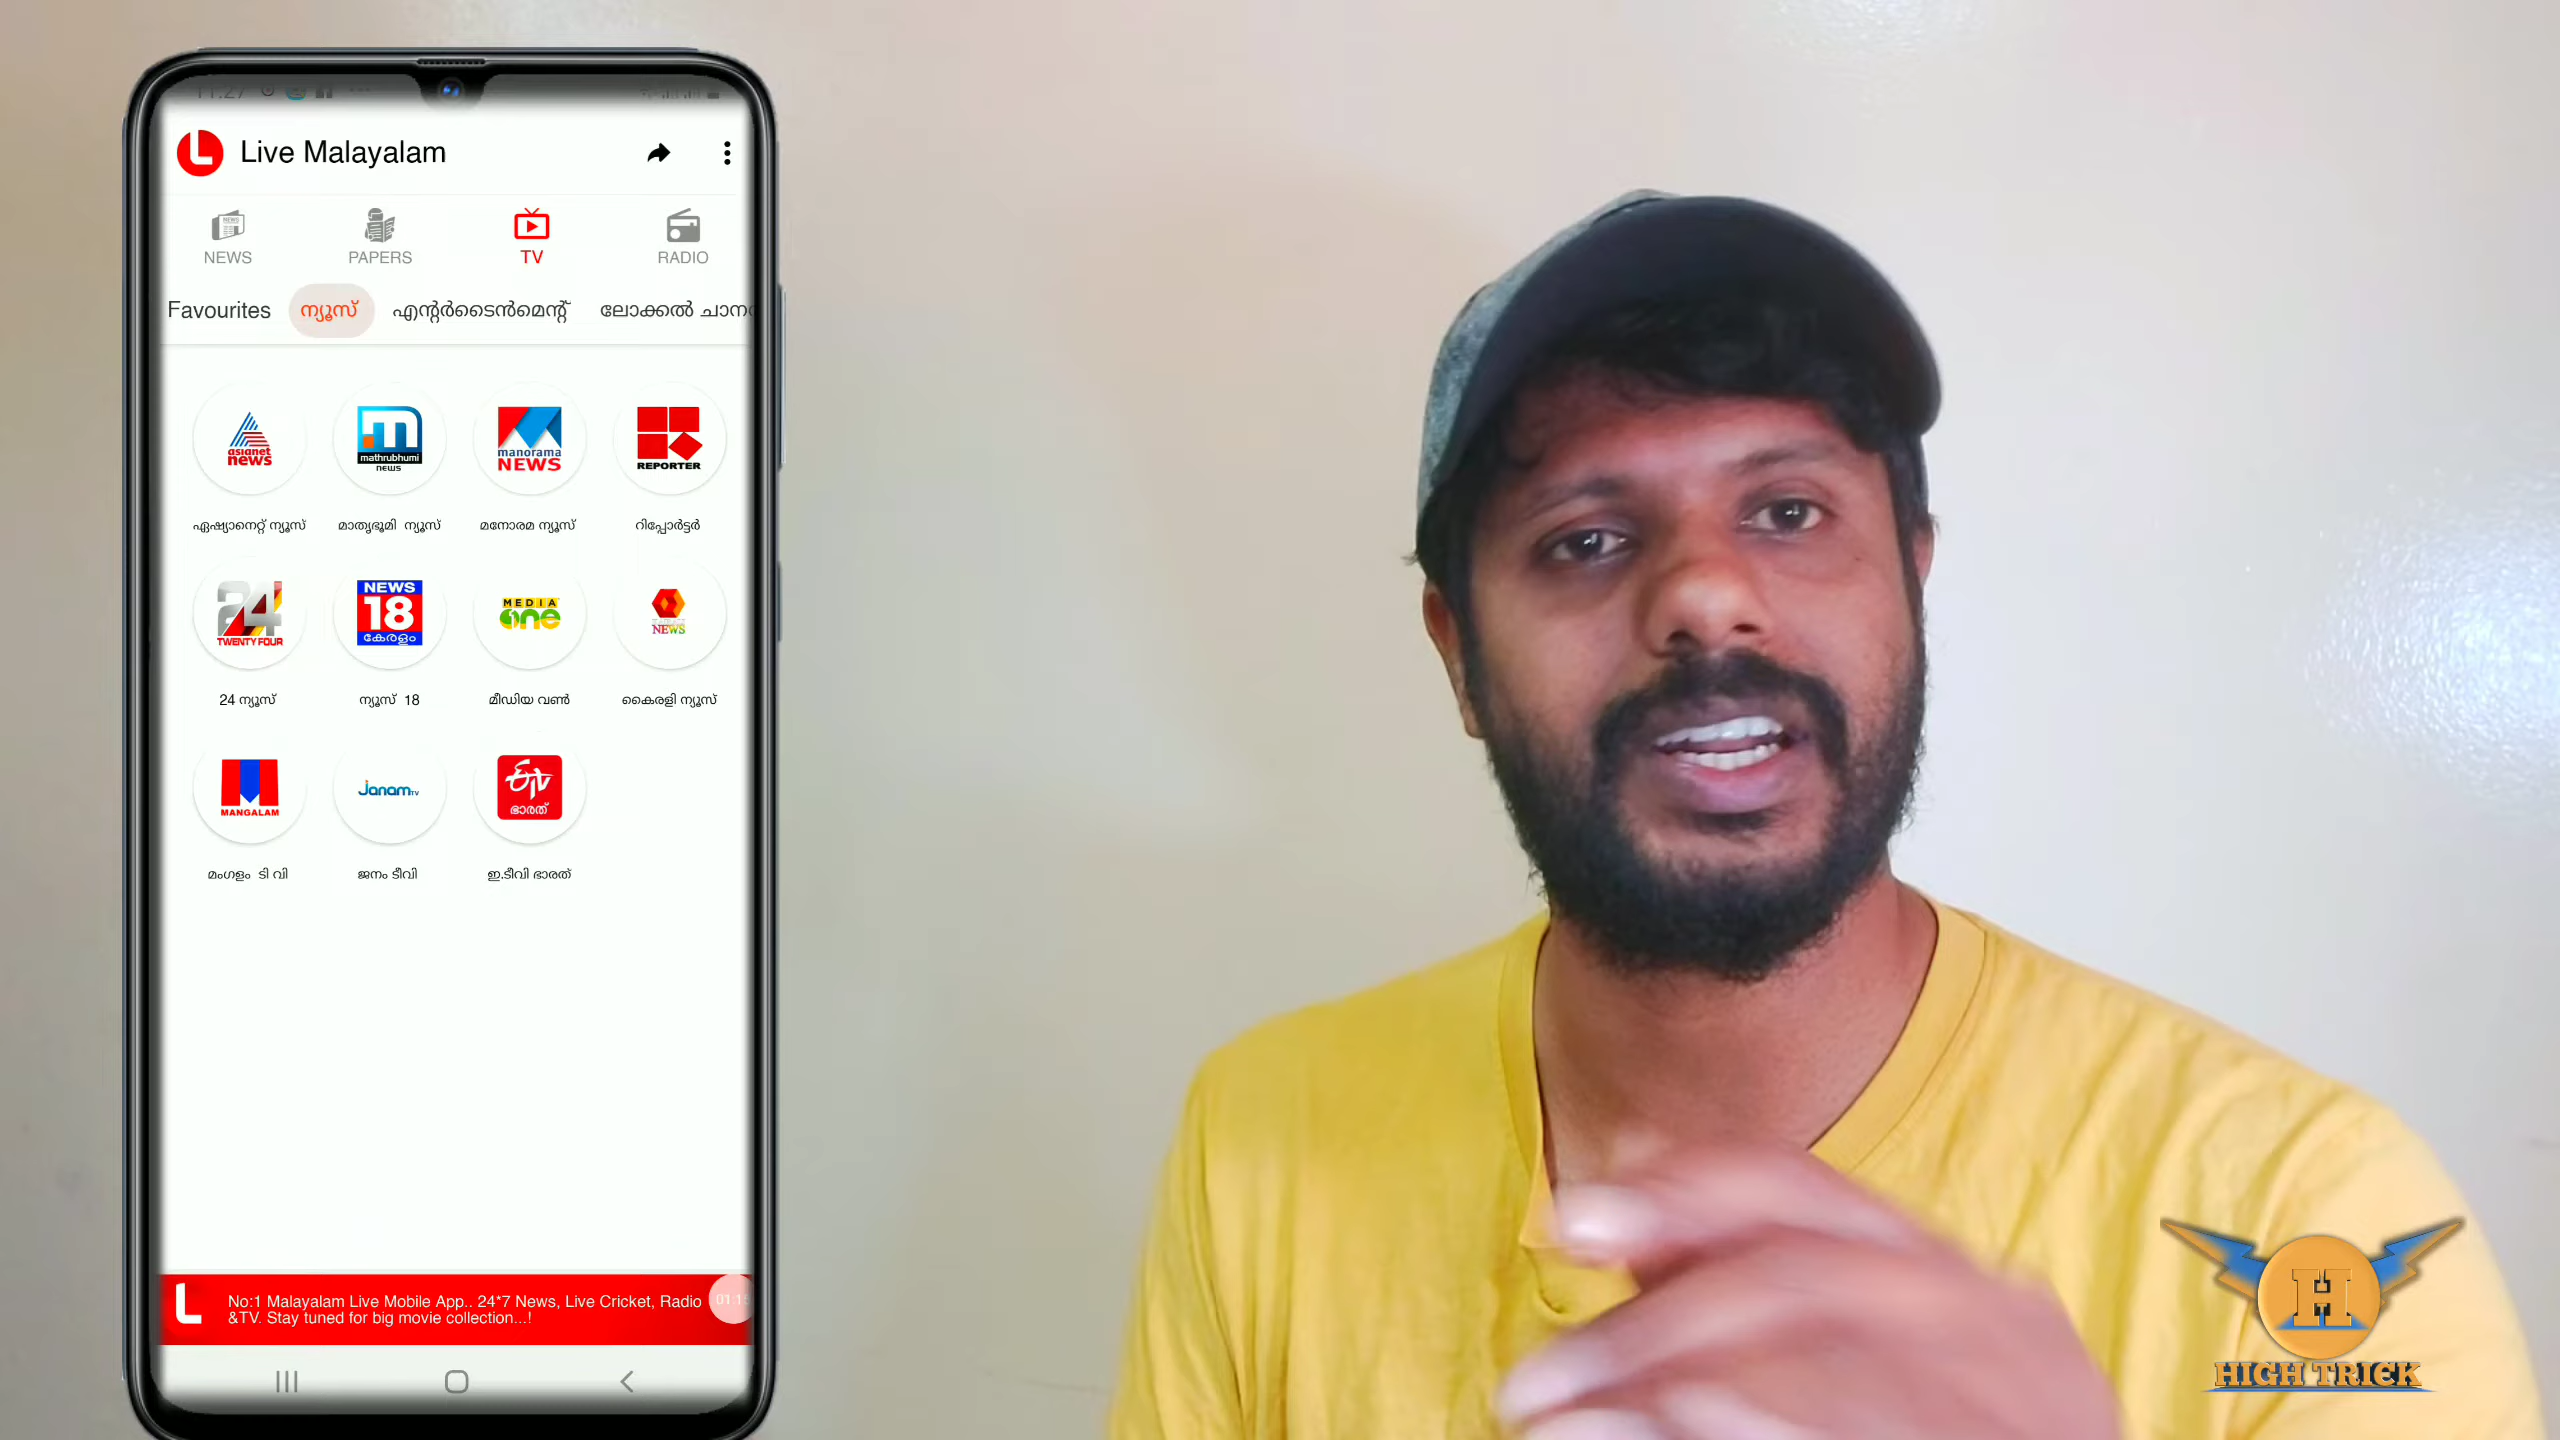 11:27
Live Malayalam
NEWS
PAPERS
TV
RADIO
Favourites
ന്യൂസ്
എന്റർടൈൻമെന്റ്
ലോക്കൽ
asianet
news
mathrubhumi
news
manorama
NEWS
REPORTER
ഏഷ്യാനെറ്റ് ന്യൂസ്
മാതൃഭൂമി ന്യൂസ്
മനോരമ ന്യൂസ്
റിപ്പോർട്ടർ
24
TWENTY FOUR
NEWS
18
കേരളം
MEDIA
one
NEWS
24 ന്യൂസ്
ന്യൂസ് 18
മീഡിയ വൺ
കൈരളി ന്യൂസ്
MANGALAM
Janam TV
ഭാരത്
മംഗളം ടി വി
ജനം ടീവി
ഇ.ടീവി ഭാരത്
No:1 Malayalam Live Mobile App.. 24*7 News, Live Cricket, Radio
&TV. Stay tuned for big movie collection...!
H
HIGH TRICK